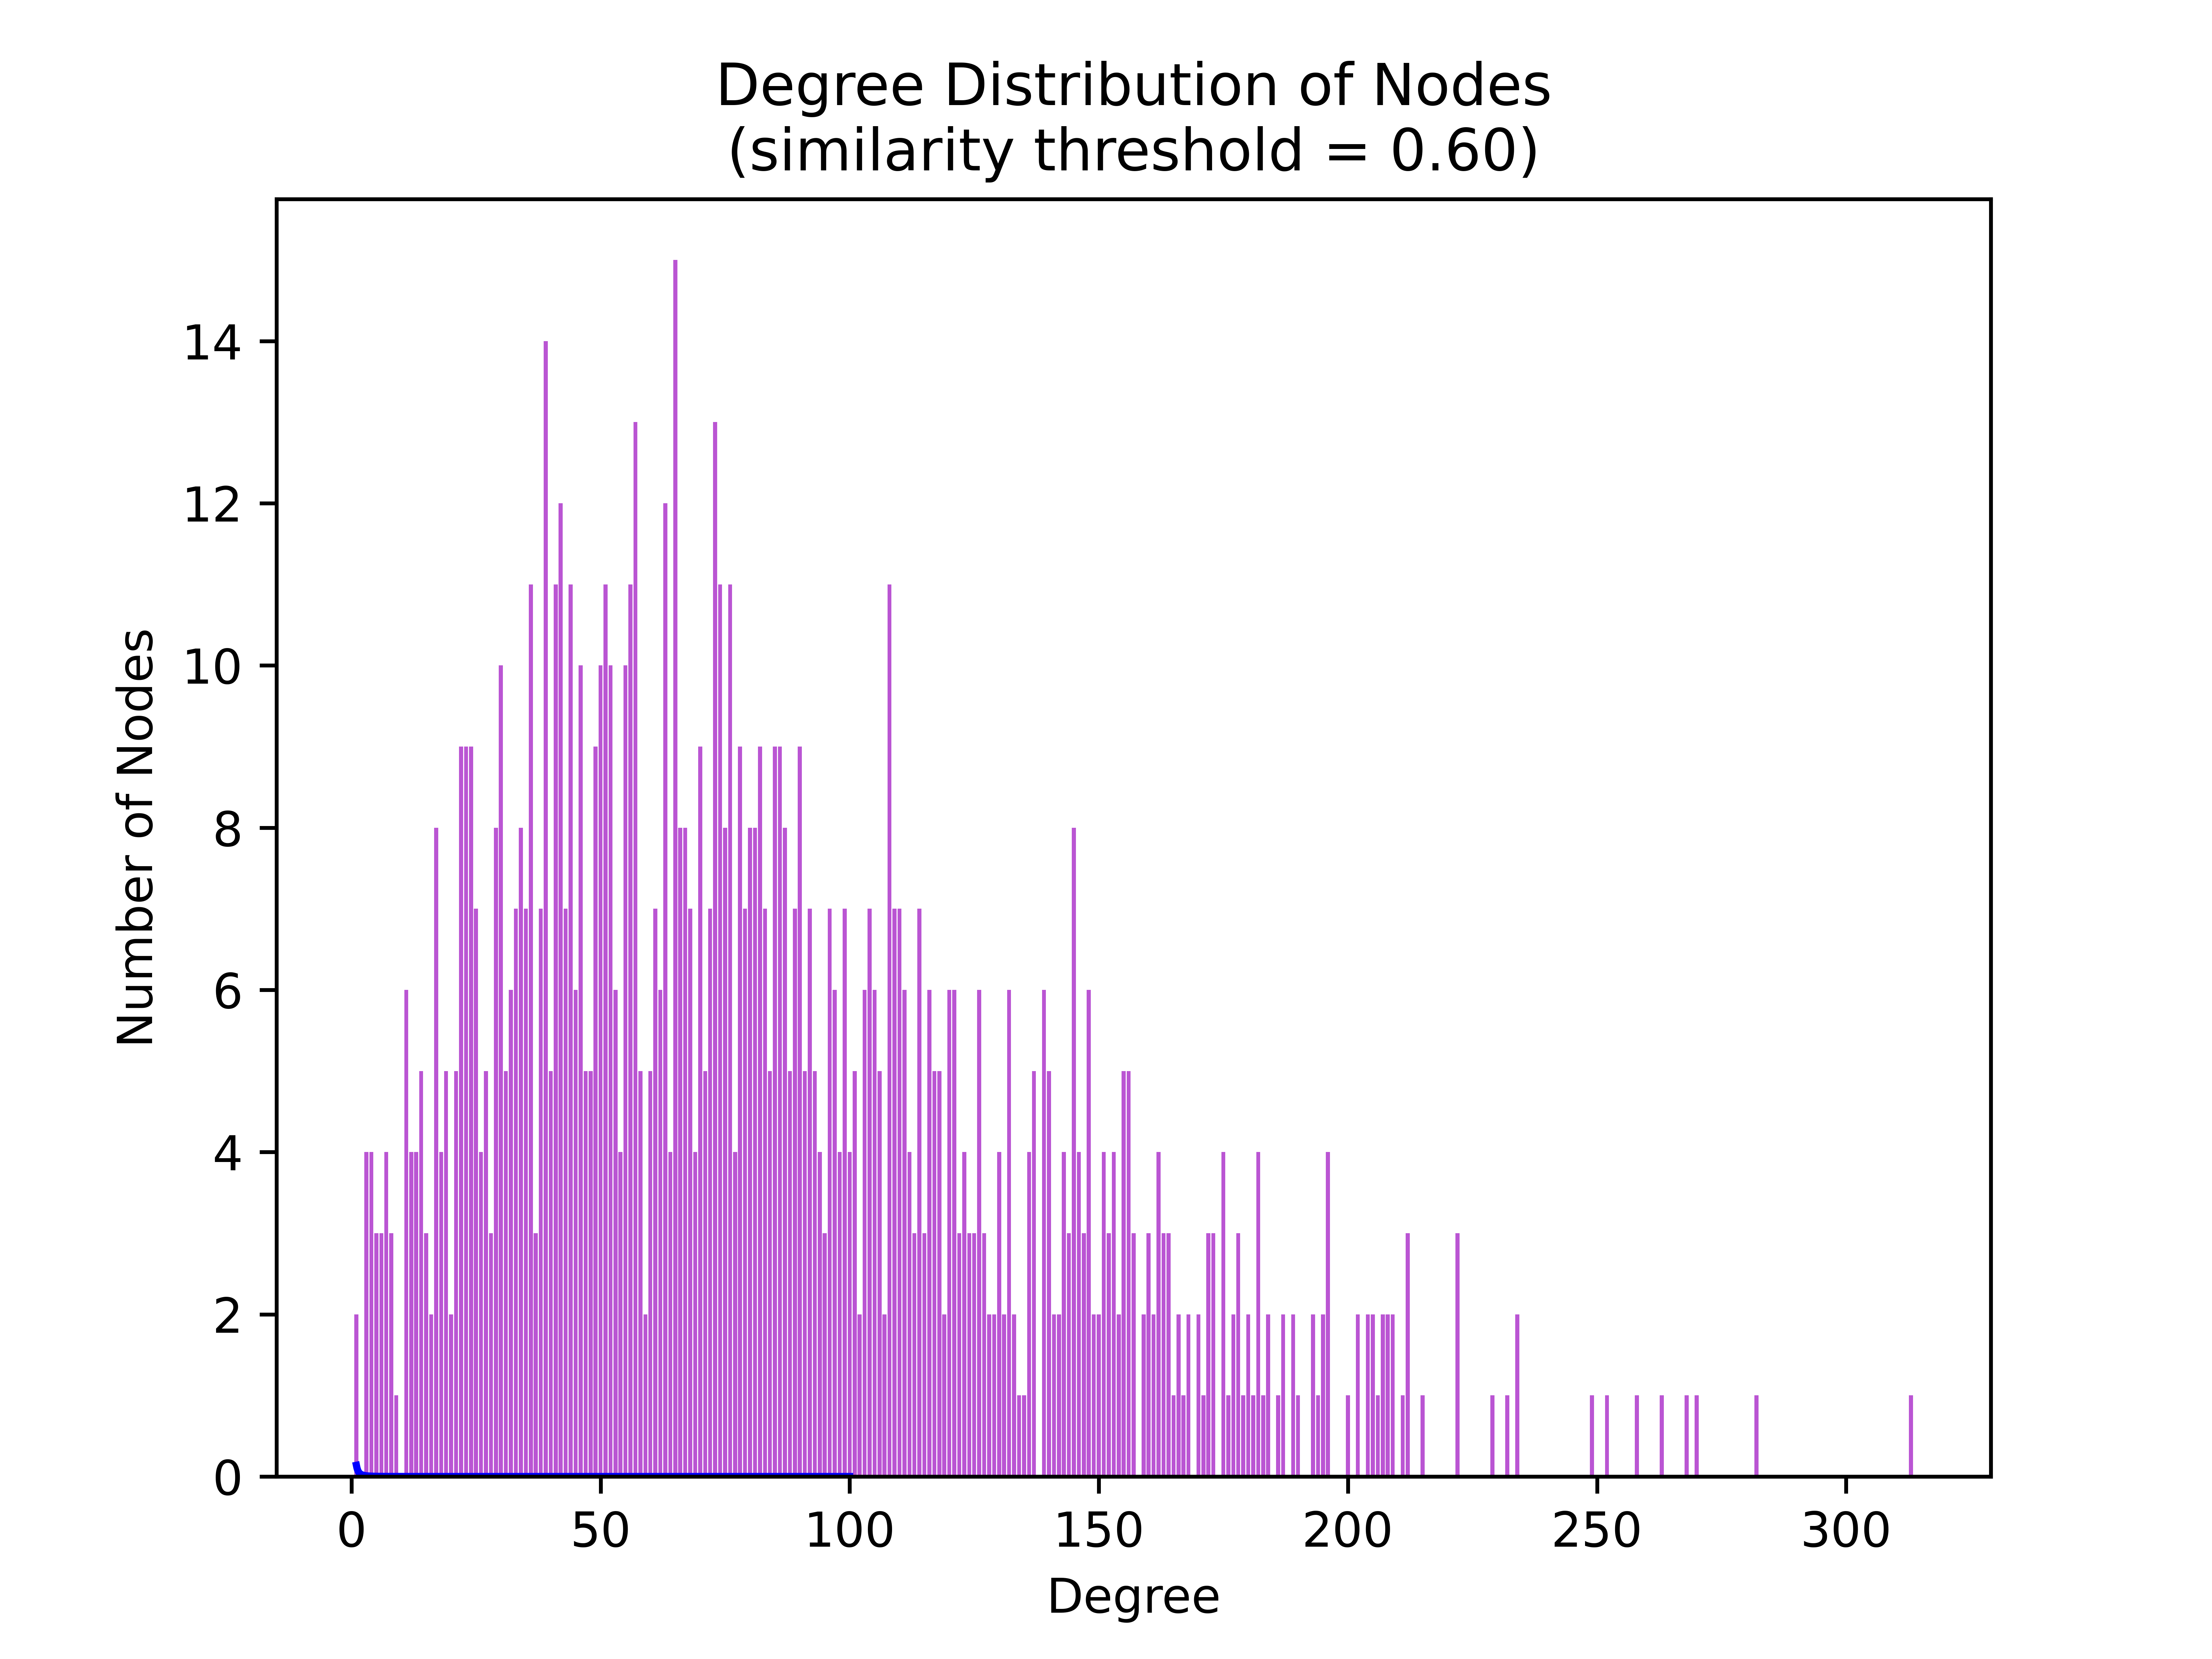 Degree Distribution of Nodes
(similarity threshold = 0.60)
14
12
10
8
6
4
2
0
Number of Nodes
0 50 100 150 200 250 300
Degree